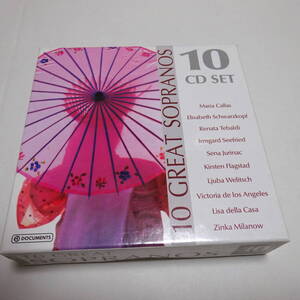 10
CD SET
10 GREAT SOPRANOS
Maria Callas
Elisabeth Schwarzkopf
Renata Tebaldi
Irmgard Seefried
Sena Jurinac
Kirsten Flagstad
Ljuba Welitsch
Victoria de los Angeles
Lisa della Casa
Zinka Milanow
DOCUMENTS